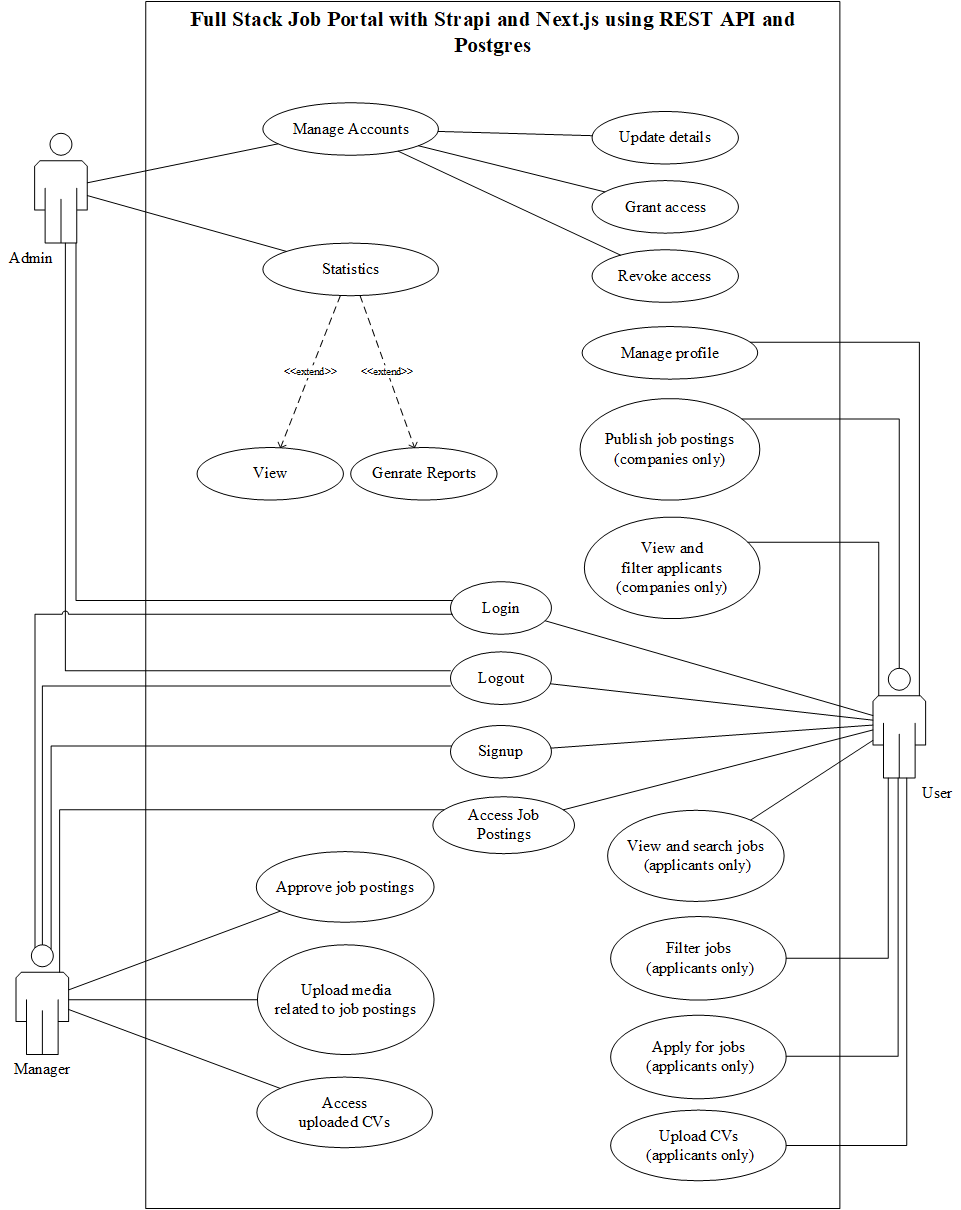 Full Stack Job Portal with Strapi and Next.js using REST API and
Postgres
Manage Accounts
Update details
Grant access
Admin
Statistics
Revoke access
Manage profile
<<extend>>
<<extend>>
Publish job postings
(companies only)
View
Genrate Reports
View and
filter applicants
(companies only)
Login
Logout
Signup
User
Access Job
Postings
View and search jobs
(applicants only)
Approve job postings
Filter jobs
(applicants only)
Upload media
related to job postings
Manager
Apply for jobs
(applicants only)
Access
uploaded CVs
Upload CVs
(applicants only)